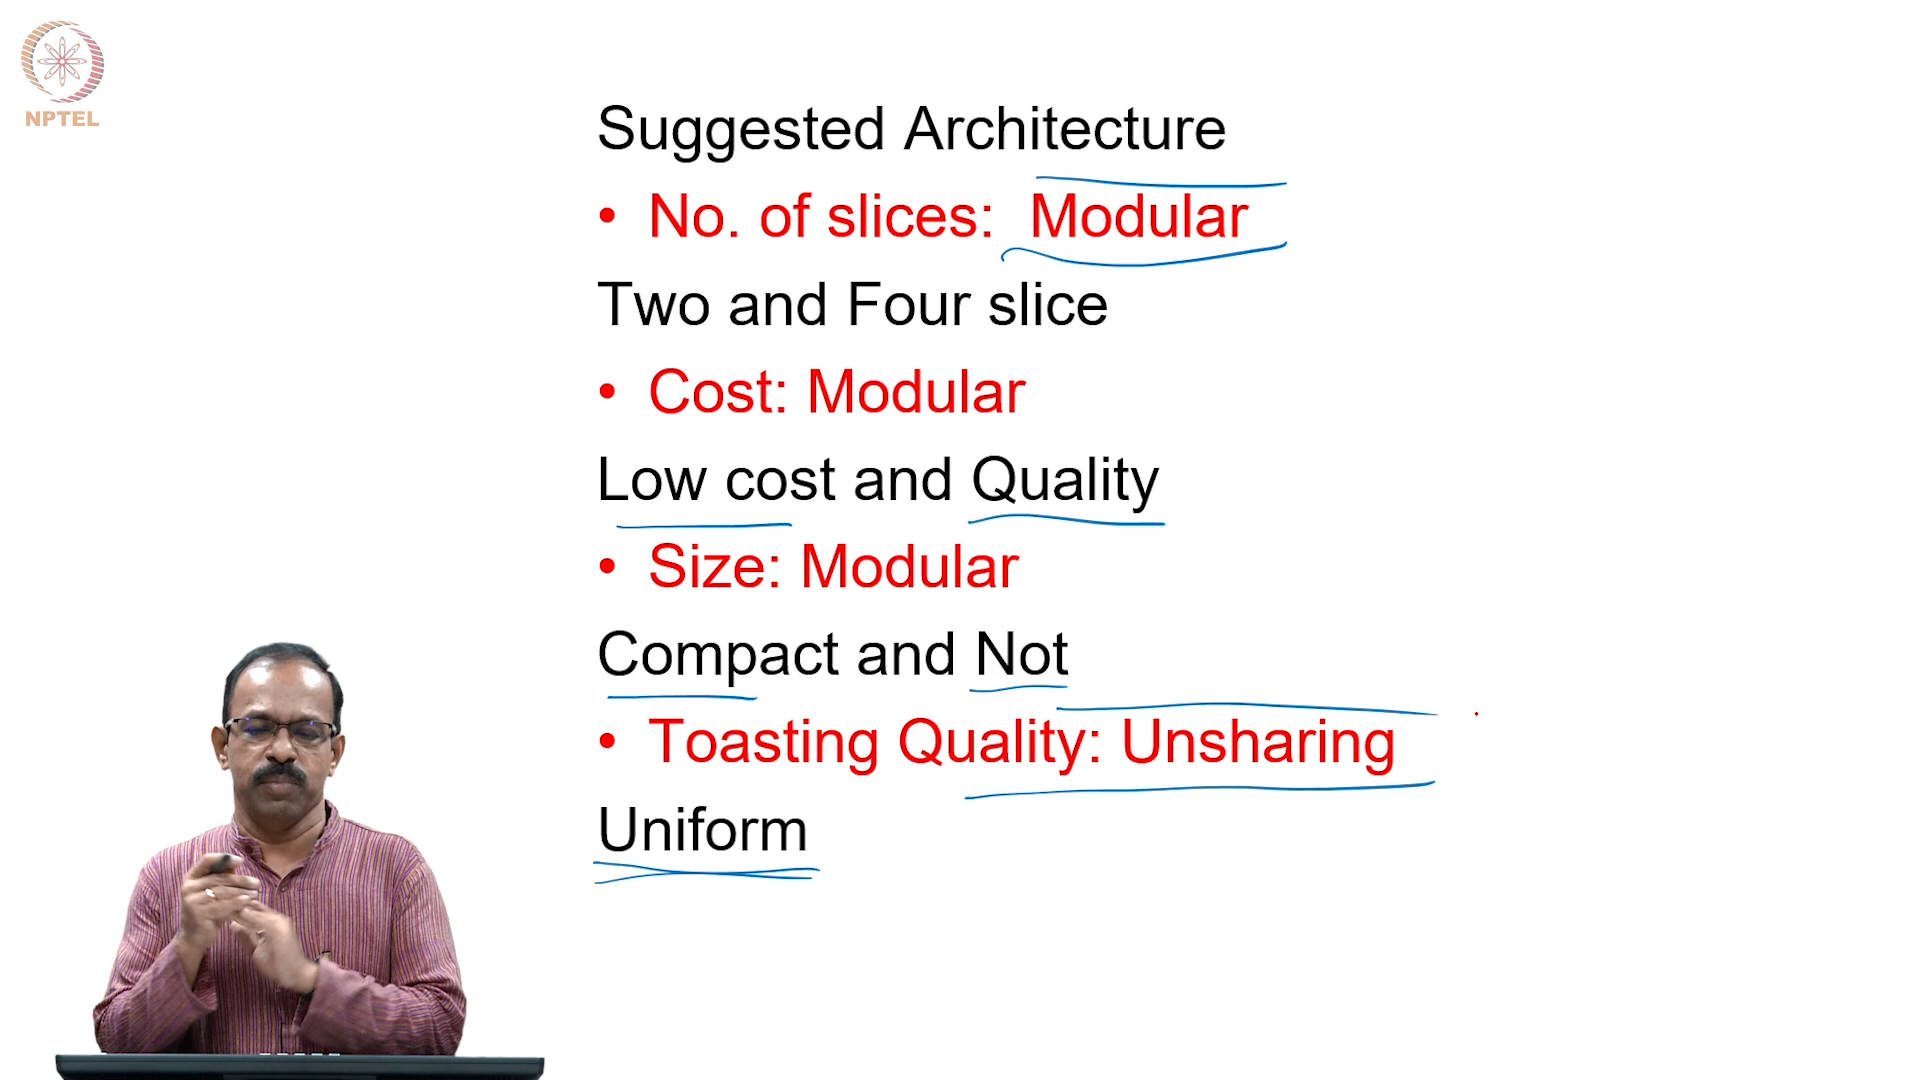 NPTEL
Suggested Architecture
• No. of slices: Modular
Two and Four slice
• Cost: Modular
Low cost and Quality
• Size: Modular
Compact and Not
• Toasting Quality: Unsharing
Uniform